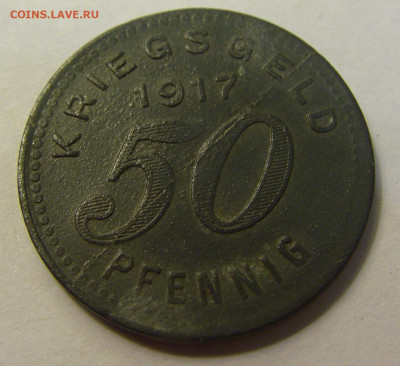 COINS.LAVE.RU
KRIEGSGELD
1917
50
PFENNIG